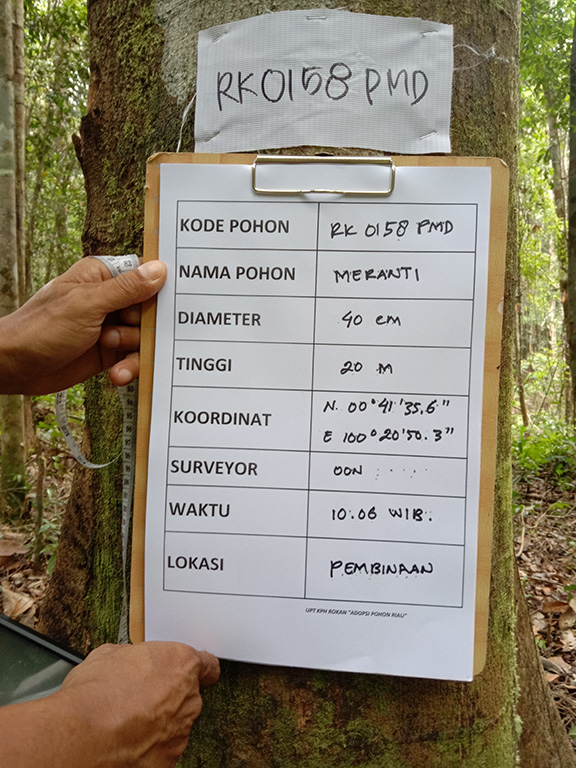 RK0158 PMD
KODE POHON RK 0158 PMD
NAMA POHON MERANTI
DIAMETER 40 cm
TINGGI 20 M
KOORDINAT N. 00°41'35.6"
E 100°20'50.3"
SURVEYOR OON
WAKTU 10.06 WIB.
LOKASI PEMBINAAN
UPT KPH ROKAN "ADOPSI POHON RIAU"